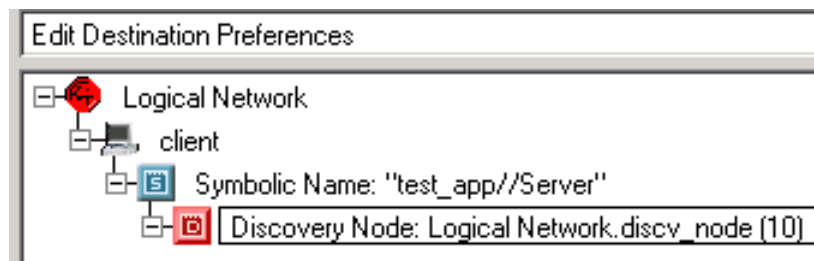 Edit Destination Preferences
Logical Network
client
Symbolic Name: "test_app//Server"
Discovery Node: Logical Network.discv_node (10)